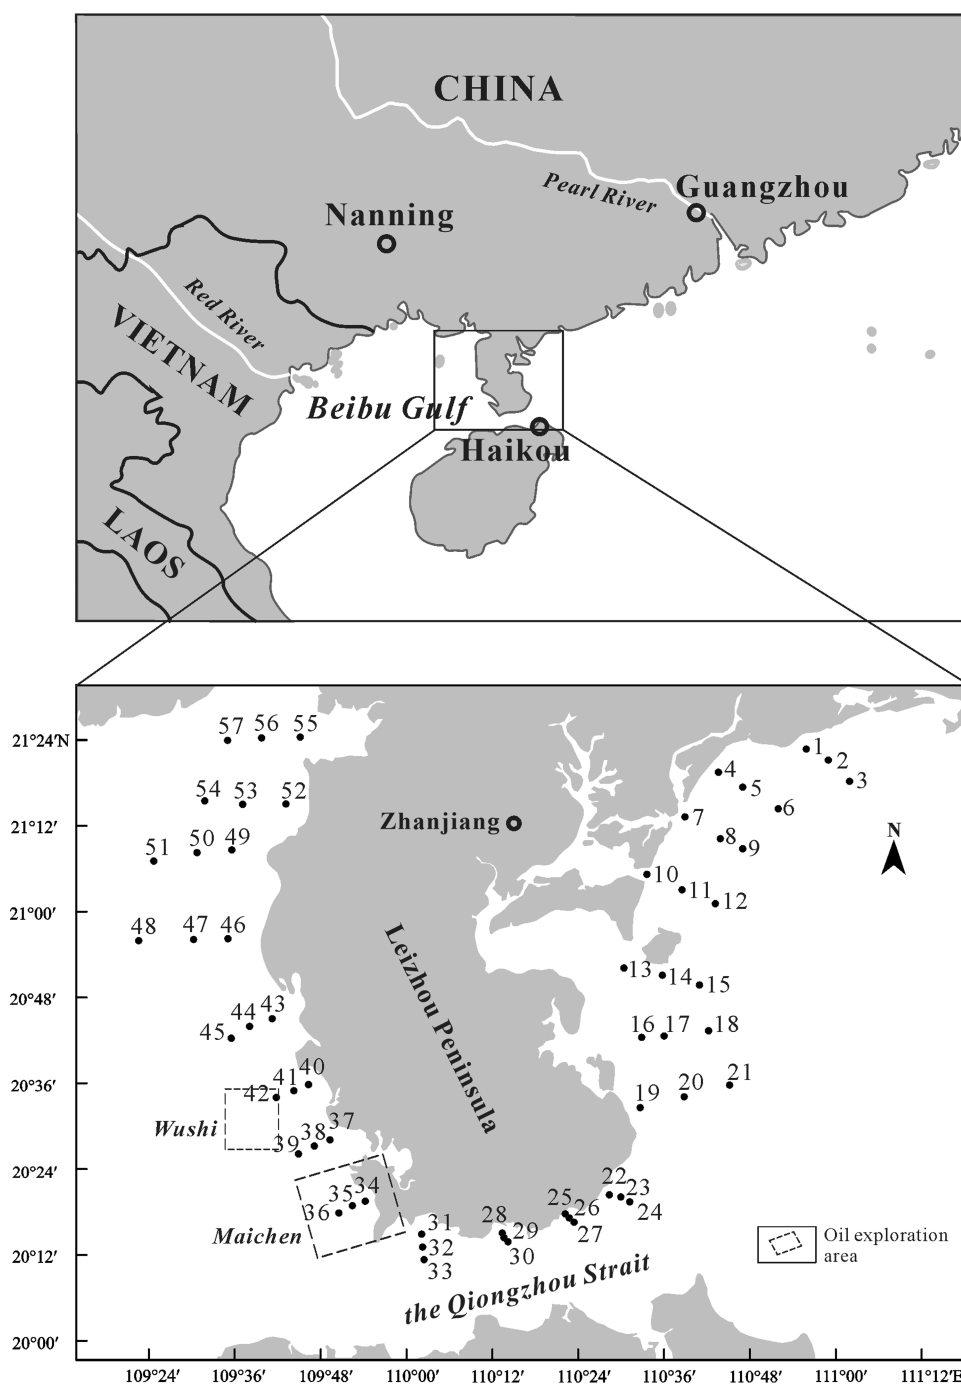 CHINA
Pearl River
Guangzhou
Nanning
Red River
VIETNAM
Beibu Gulf
Haikou
LAOS
57 56 55
21°24′N
1
2
3
4
5
6
54 53 52
Zhanjiang
7
21°12′
8
9
N
51 50 49
10
11
12
21°00′
48 47 46
Leizhou Peninsula
13
14
15
20°48′
45 44 43
16 17 18
20°36′
42 41 40
19 20 21
Wushi
39 38 37
20°24′
36 35 34
22
23
24
25
26
27
Maichen
31
32
33
28
29
30
Oil exploration
area
20°12′
the Qiongzhou Strait
20°00′
109°24′ 109°36′ 109°48′ 110°00′ 110°12′ 110°24′ 110°36′ 110°48′ 111°00′ 111°12′E